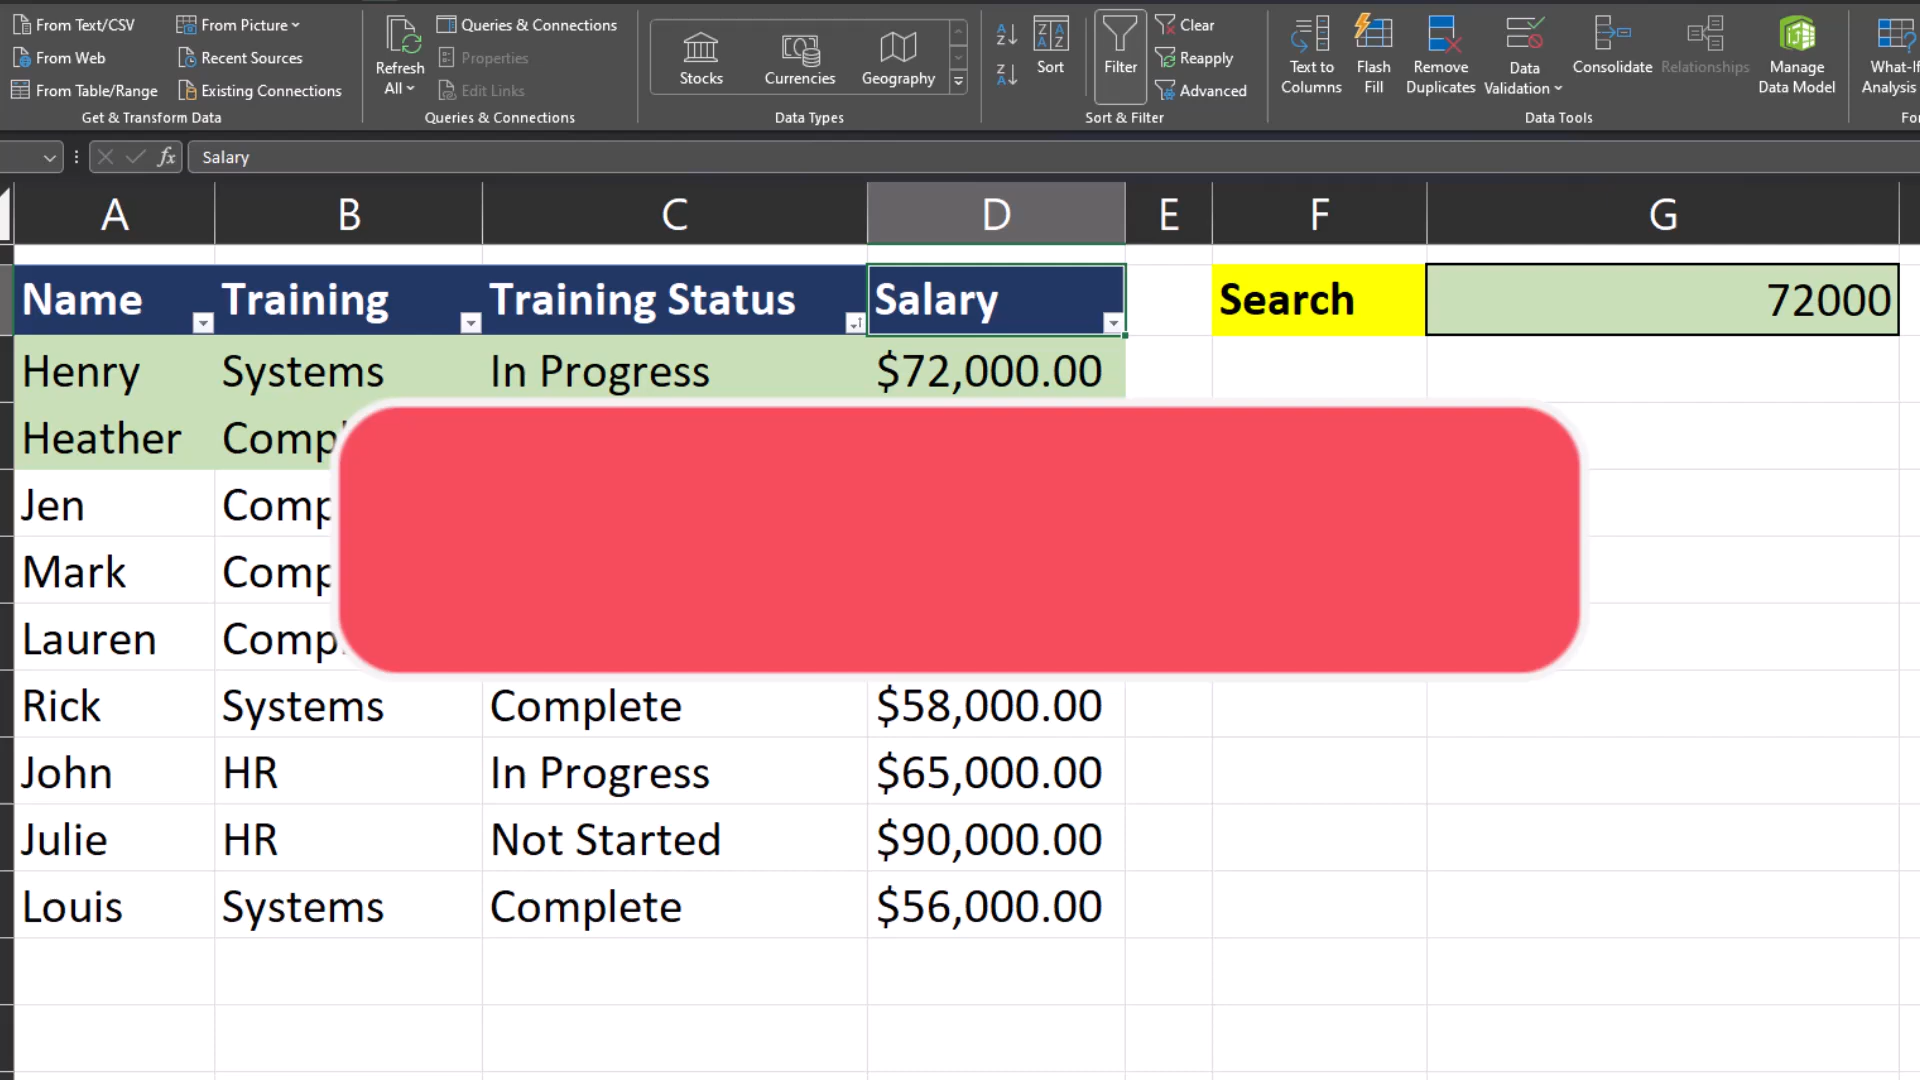 From Text/CSV
From Web
From Table/Range
From Picture
Recent Sources
Existing Connections
Get & Transform Data
Refresh
All
Queries & Connections
Properties
Edit Links
Queries & Connections
Stocks
Currencies
Geography
Data Types
Sort
Filter
Clear
Reapply
Advanced
Sort & Filter
Text to
Columns
Flash
Fill
Remove
Duplicates
Data
Validation
Consolidate
Relationships
Manage
Data Model
Data Tools
What-If
Analysis
fx Salary
A B C D E F G
Name Training Training Status Salary Search 72000
Henry Systems In Progress $72,000.00
Heather
Jen
Mark
Lauren
Rick Systems Complete $58,000.00
John HR In Progress $65,000.00
Julie HR Not Started $90,000.00
Louis Systems Complete $56,000.00